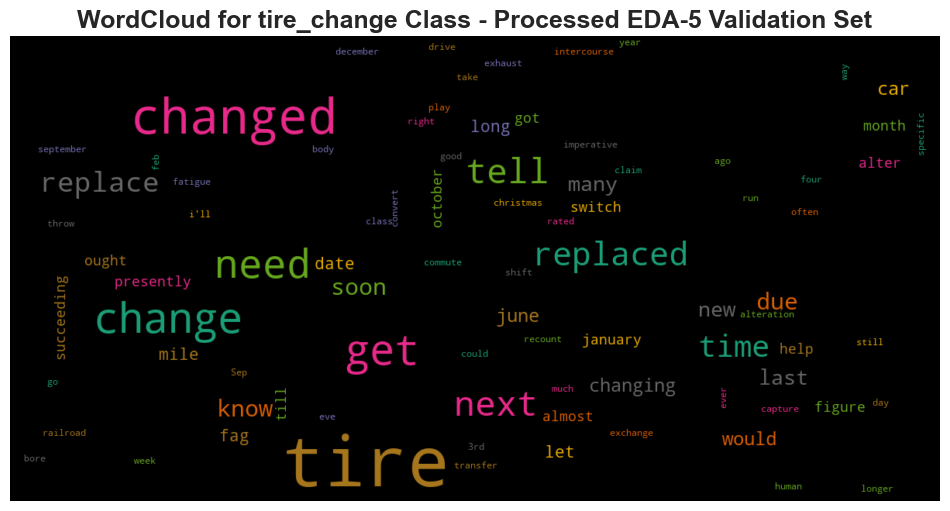 WordCloud for tire_change Class - Processed EDA-5 Validation Set
december
drive
year
intercourse
exhaust
take
way
car
changed
play
right
long
got
month
specific
september
feb
body
good
imperative
alter
replace
fatigue
tell
many
claim
ago
four
october
convert
christmas
switch
run
often
i'll
throw
class
rated
replaced
ought
need
date
commute
shift
presently
soon
succeeding
change
june
new
due
alteration
mile
get
recount
january
time
help
still
could
go
Sep
changing
last
much
ever
know
till
eve
next
almost
capture
figure
day
railroad
fag
exchange
would
bore
week
tire
3rd
transfer
let
human
longer